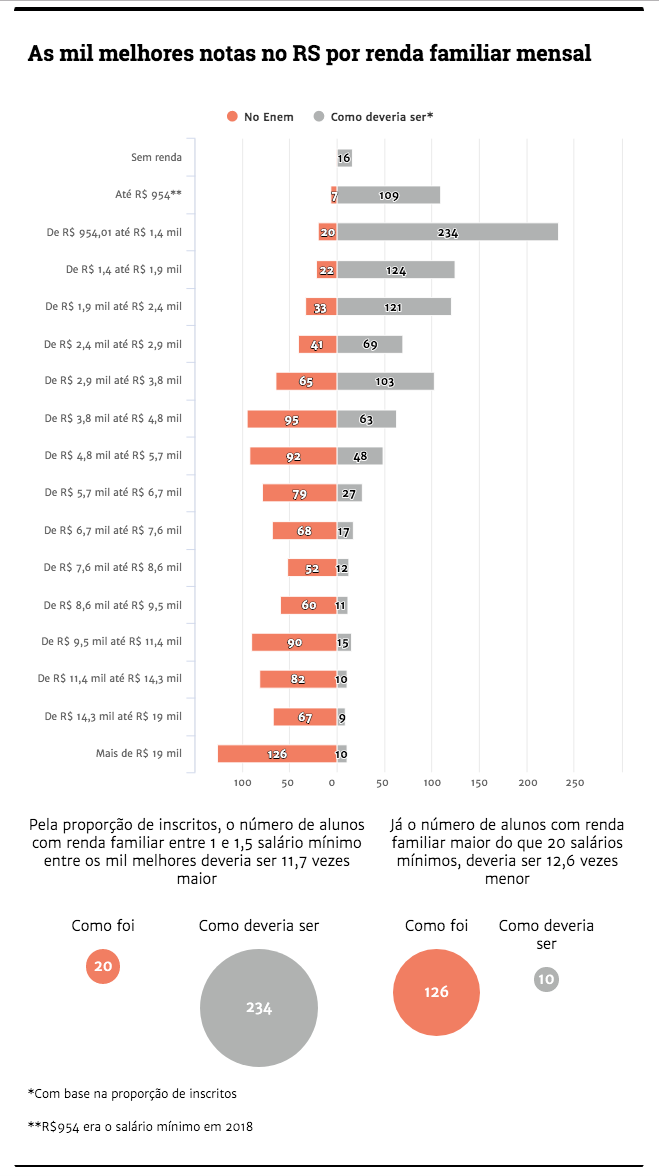 As mil melhores notas no RS por renda familiar mensal
No Enem
Como deveria ser*
Sem renda
16
Até R$ 954**
7
109
De R$ 954,01 até R$ 1,4 mil
20
234
De R$ 1,4 até R$ 1,9 mil
22
124
De R$ 1,9 mil até R$ 2,4 mil
33
121
De R$ 2,4 mil até R$ 2,9 mil
41
69
De R$ 2,9 mil até R$ 3,8 mil
65
103
De R$ 3,8 mil até R$ 4,8 mil
95
63
De R$ 4,8 mil até R$ 5,7 mil
92
48
De R$ 5,7 mil até R$ 6,7 mil
79
27
De R$ 6,7 mil até R$ 7,6 mil
68
17
De R$ 7,6 mil até R$ 8,6 mil
52
12
De R$ 8,6 mil até R$ 9,5 mil
60
11
De R$ 9,5 mil até R$ 11,4 mil
90
15
De R$ 11,4 mil até R$ 14,3 mil
82
10
De R$ 14,3 mil até R$ 19 mil
67
9
Mais de R$ 19 mil
126
10
100 50 0 50 100 150 200 250
Pela proporção de inscritos, o número de alunos
com renda familiar entre 1 e 1,5 salário mínimo
entre os mil melhores deveria ser 11,7 vezes
maior
Como foi
20
Como deveria ser
234
Já o número de alunos com renda
familiar maior do que 20 salários
mínimos, deveria ser 12,6 vezes
menor
Como foi
126
Como deveria
ser
10
*Com base na proporção de inscritos
**R$954 era o salário mínimo em 2018